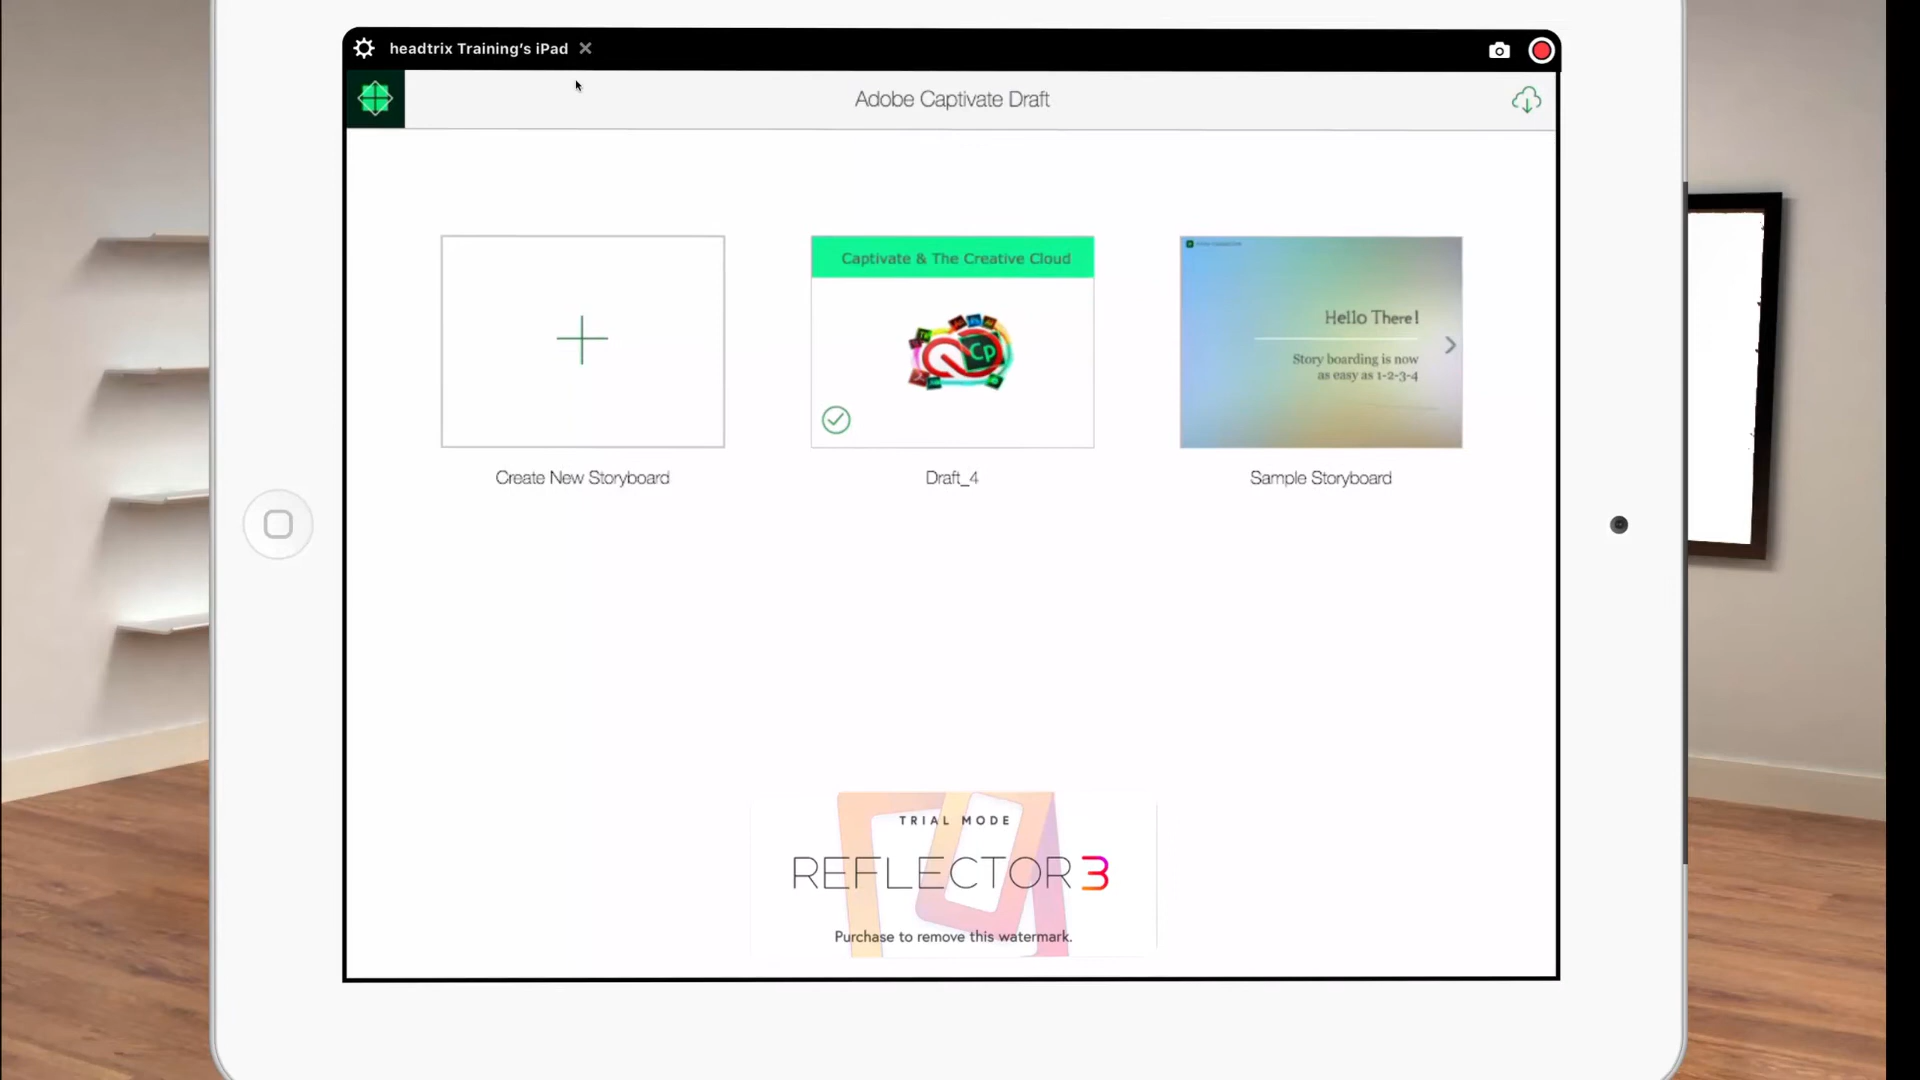 headtrix Training's iPad
Adobe Captivate Draft
Captivate & The Creative Cloud
Cp
Hello There!
Story boarding is now
as easy as 1-2-3-4
Create New Storyboard
Draft_4
Sample Storyboard
TRIAL MODE
REFLECTOR 3
Purchase to remove this watermark.